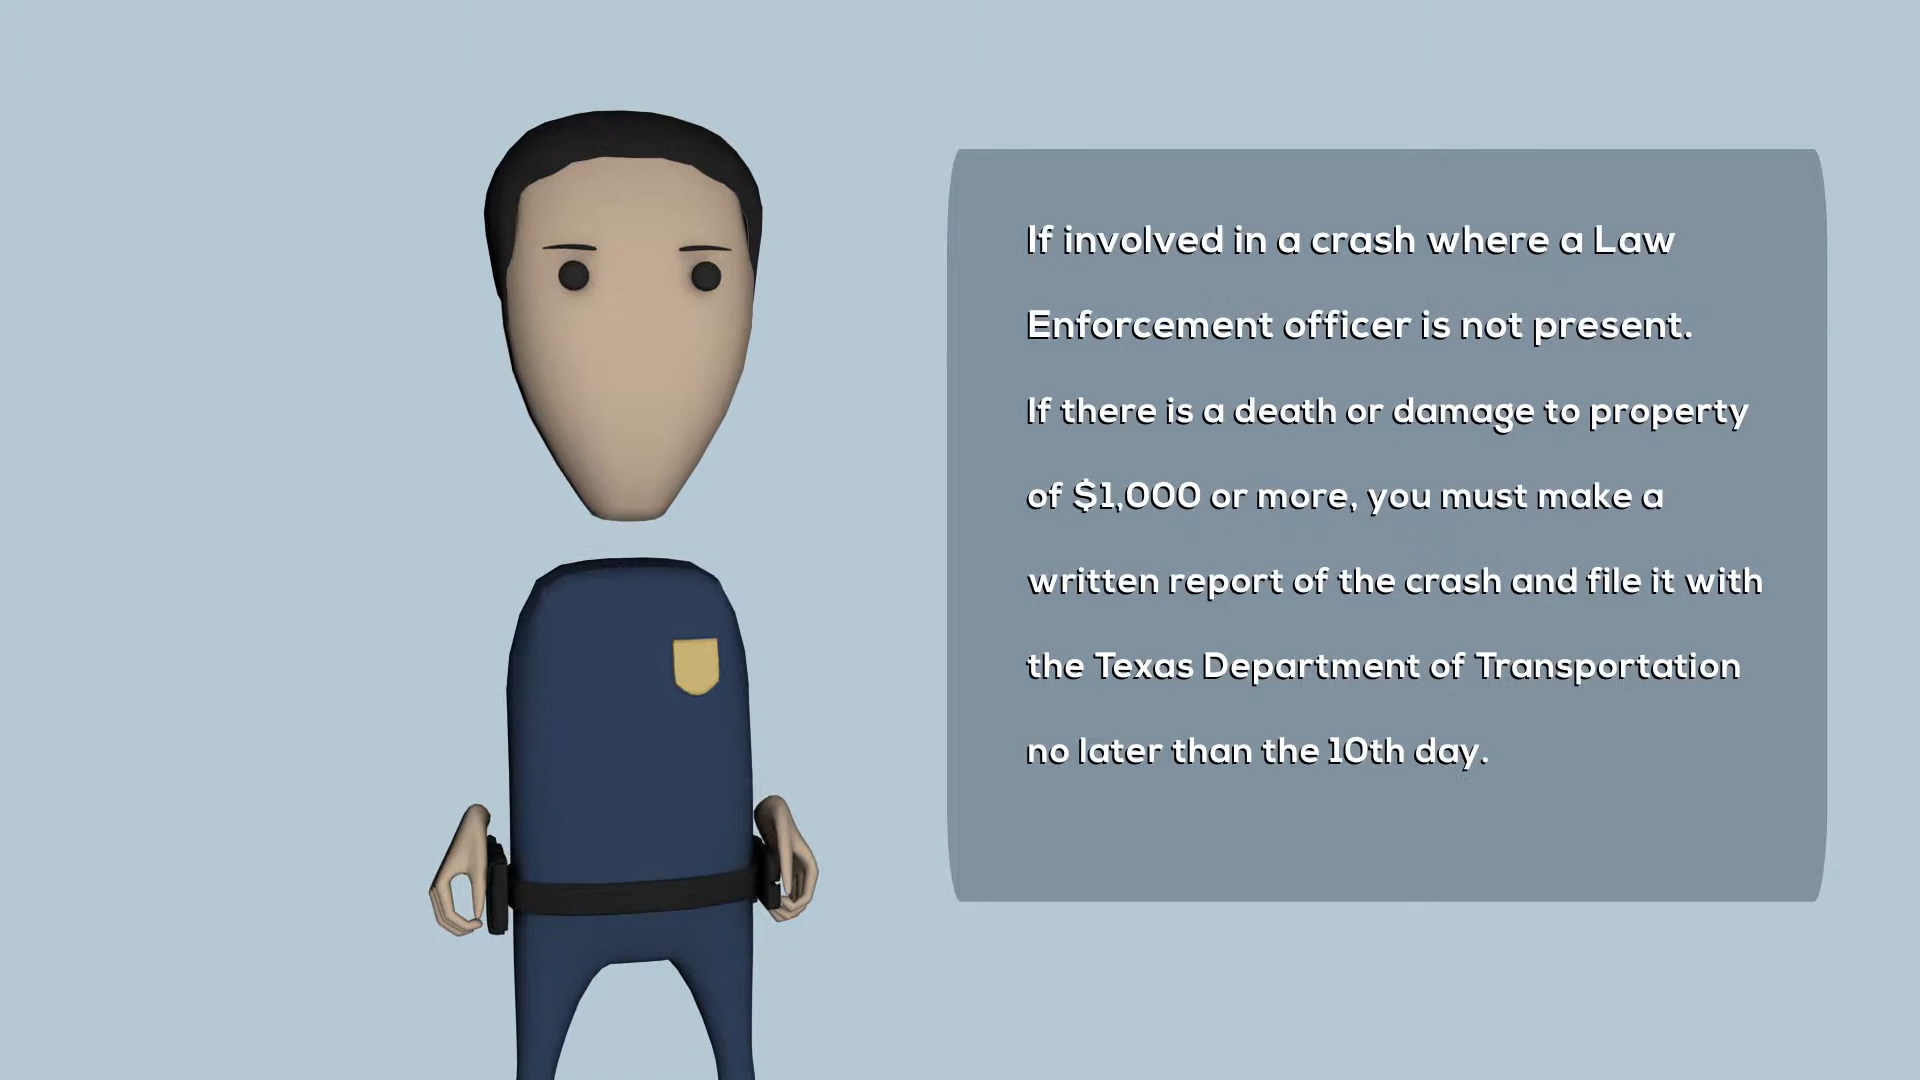 If involved in a crash where a Law
Enforcement officer is not present.
If there is a death or damage to property
of $1,000 or more, you must make a
written report of the crash and file it with
the Texas Department of Transportation
no later than the 10th day.